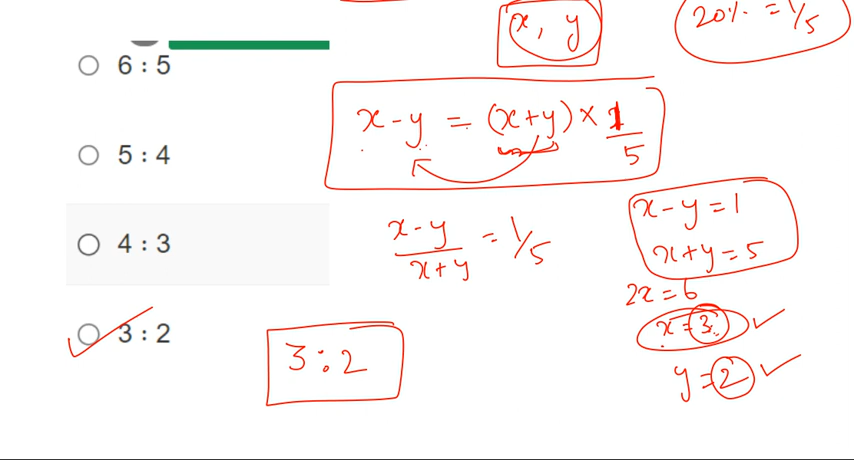 x, y
20% = 1/5
6 : 5
x - y = (x+y) × 1/5
5 : 4
x - y = 1
x - y / x + y = 1/5
x + y = 5
4 : 3
2x = 6
x = 3
3 : 2
3 : 2
y = 2